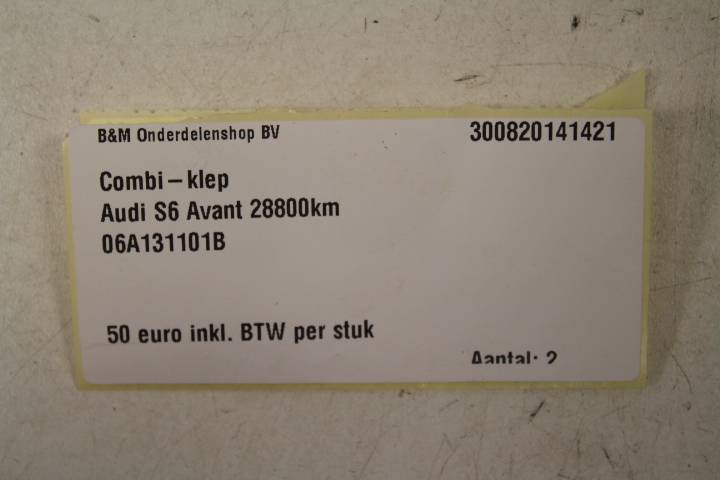 B&M Onderdelenshop BV
300820141421
Combi-klep
Audi S6 Avant 28800km
06A131101B
50 euro inkl. BTW per stuk
Aantal: 2